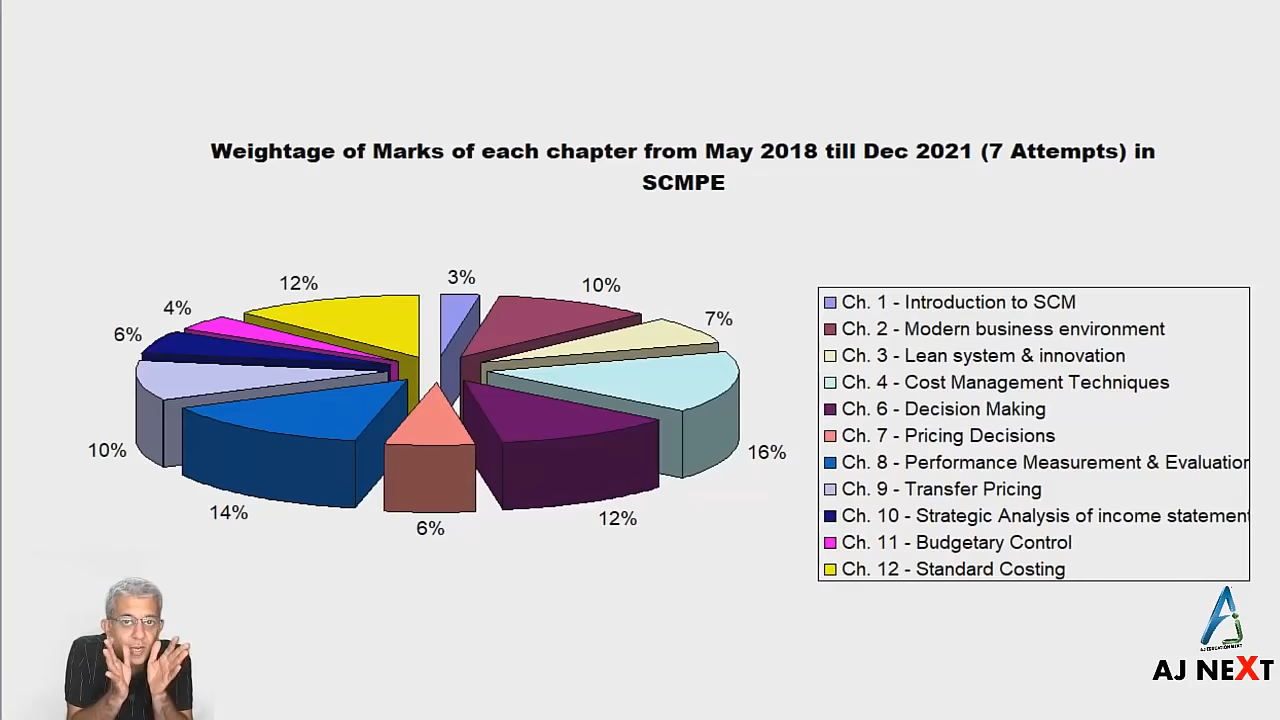 Weightage of Marks of each chapter from May 2018 till Dec 2021 (7 Attempts) in
SCMPE
3%
10%
7%
16%
12%
6%
14%
10%
6%
4%
12%
Ch. 1 - Introduction to SCM
Ch. 2 - Modern business environment
Ch. 3 - Lean system & innovation
Ch. 4 - Cost Management Techniques
Ch. 6 - Decision Making
Ch. 7 - Pricing Decisions
Ch. 8 - Performance Measurement & Evaluation
Ch. 9 - Transfer Pricing
Ch. 10 - Strategic Analysis of income statement
Ch. 11 - Budgetary Control
Ch. 12 - Standard Costing
AJ NEXT